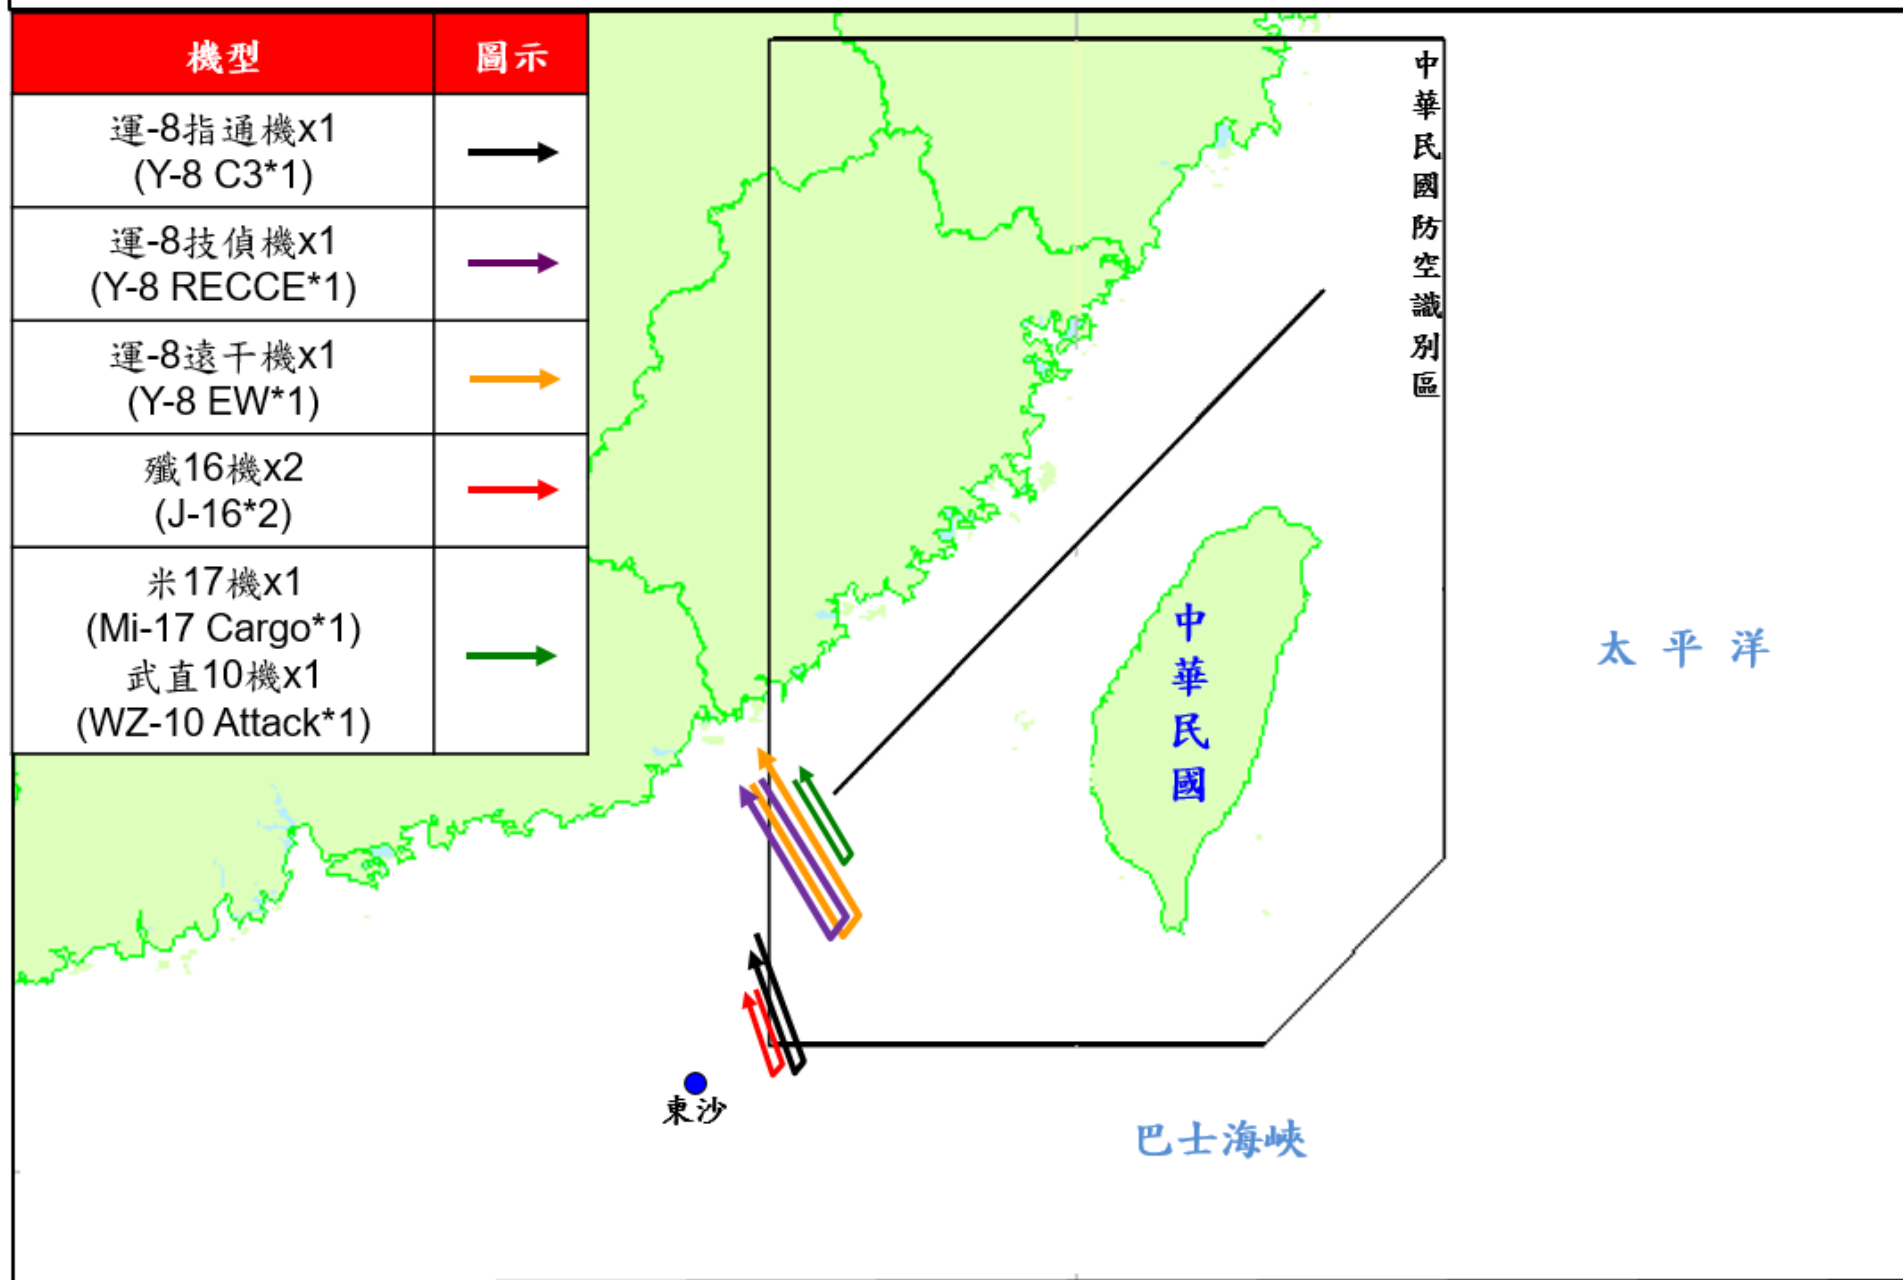 機型 圖示
運-8指通機x1
(Y-8 C3*1)
運-8技偵機x1
(Y-8 RECCE*1)
運-8遠干機x1
(Y-8 EW*1)
殲16機x2
(J-16*2)
米17機x1
(Mi-17 Cargo*1)
武直10機x1
(WZ-10 Attack*1)
中華民國防空識別區
中華民國
太平洋
東沙
巴士海峽